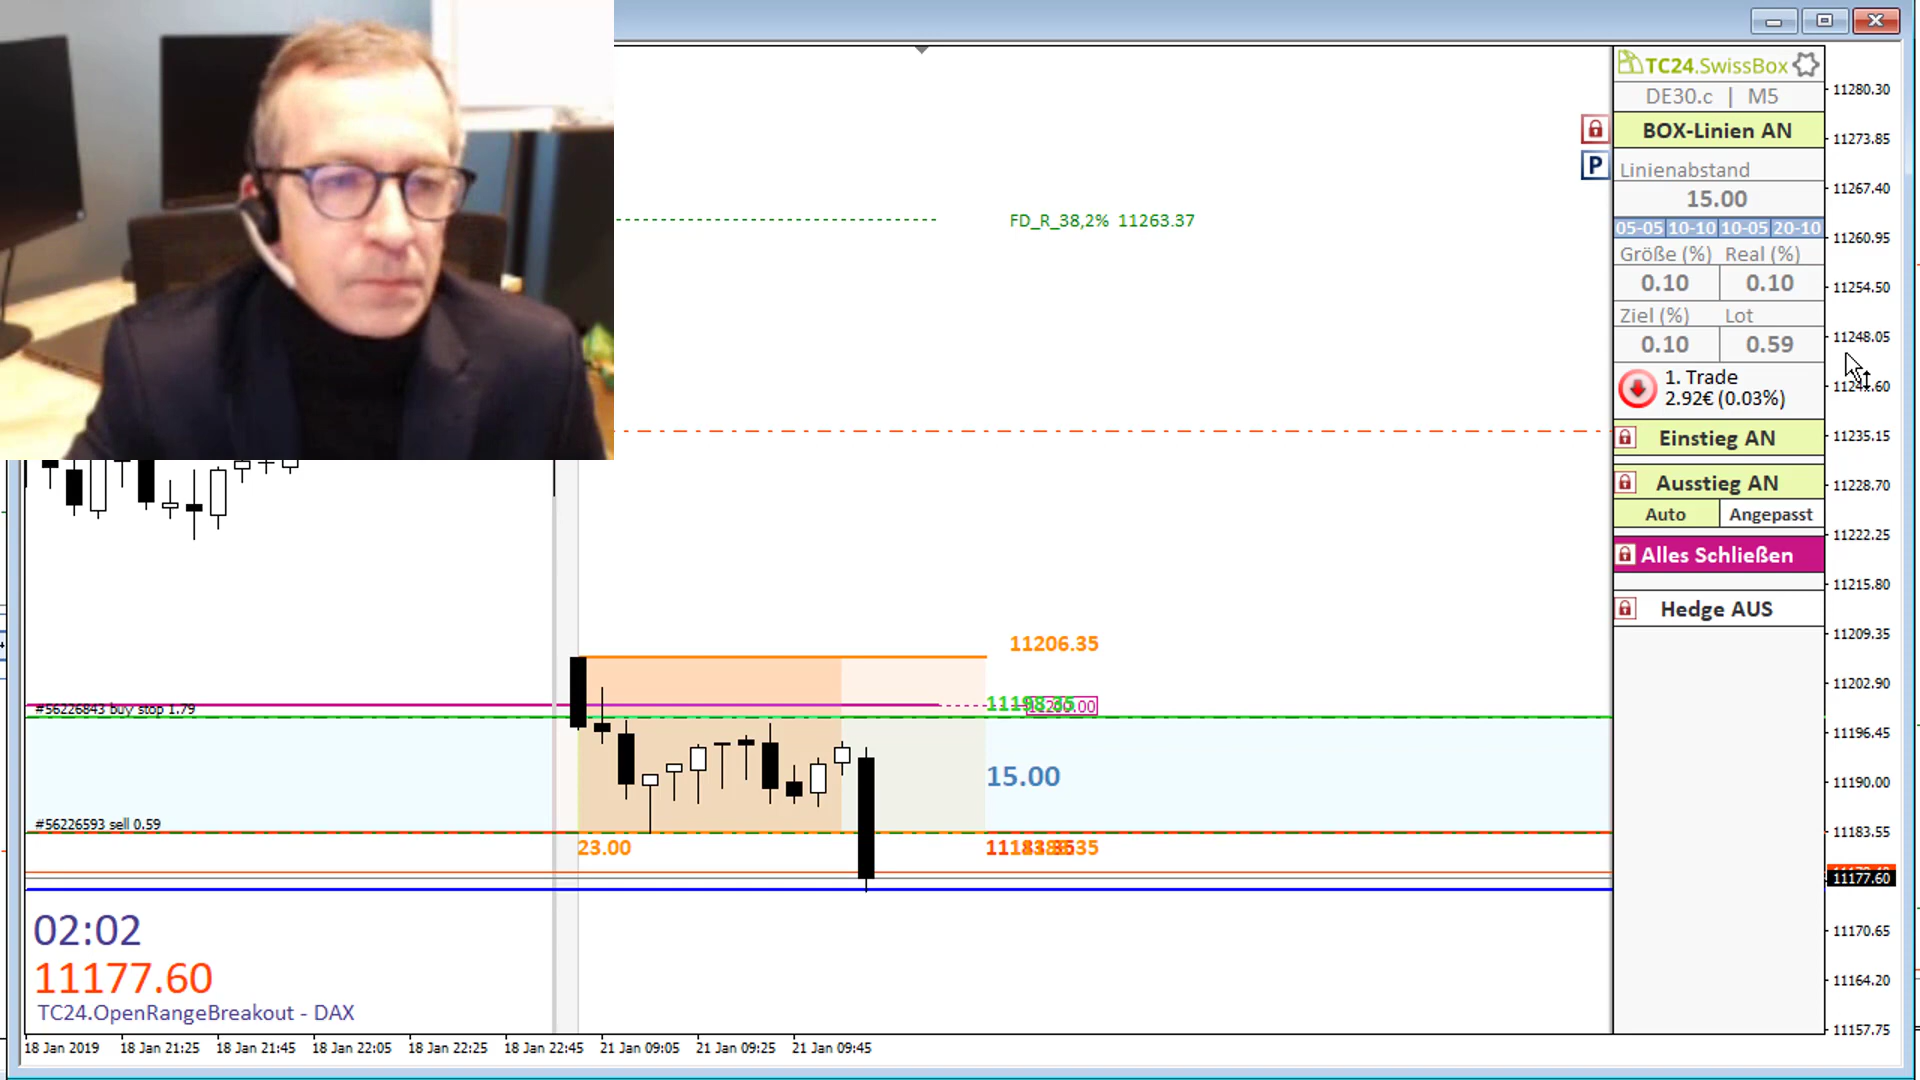 TC24.SwissBox
DE30.c | M5
BOX-Linien AN
P
Linienabstand
15.00
05-05 10-10 10-05 20-10
Größe (%) Real (%)
0.10 0.10
Ziel (%) Lot
0.10 0.59
1. Trade
2.92€ (0.03%)
Einstieg AN
Ausstieg AN
Auto Angepasst
Alles Schließen
Hedge AUS
11280.30
11273.85
11267.40
11260.95
11254.50
11248.05
11235.15
11228.70
11222.25
11215.80
11209.35
11202.90
11196.45
11190.00
11183.55
11177.60
11170.65
11164.20
11157.75
FD_R_38,2% 11263.37
11206.35
#56226843 buy stop 1.79
11198.35
15.00
#56226593 sell 0.59
23.00
02:02
11177.60
TC24.OpenRangeBreakout - DAX
18 Jan 2019 18 Jan 21:25 18 Jan 21:45 18 Jan 22:05 18 Jan 22:25 18 Jan 22:45 21 Jan 09:05 21 Jan 09:25 21 Jan 09:45